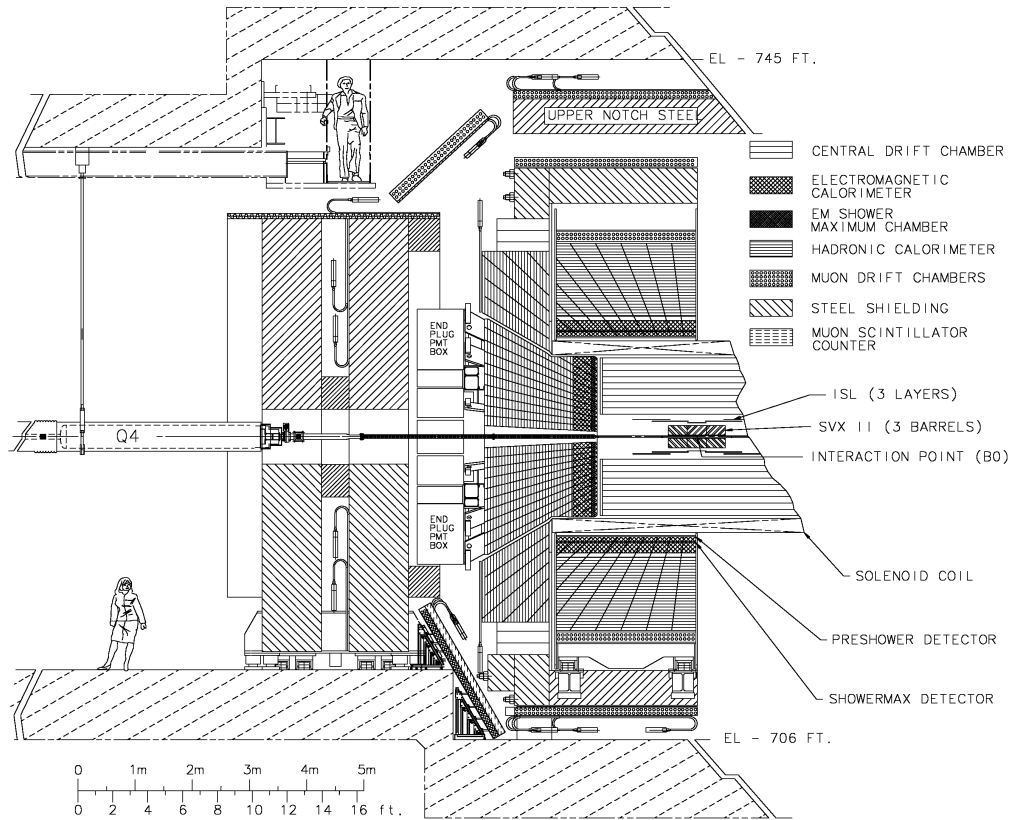 EL - 745 FT.
UPPER NOTCH STEEL
CENTRAL DRIFT CHAMBER
ELECTROMAGNETIC
CALORIMETER
EM SHOWER
MAXIMUM CHAMBER
HADRONIC CALORIMETER
MUON DRIFT CHAMBERS
STEEL SHIELDING
MUON SCINTILLATOR
COUNTER
END
PLUG
PMT
BOX
ISL (3 LAYERS)
SVX II (3 BARRELS)
INTERACTION POINT (B0)
Q4
END
PLUG
PMT
BOX
SOLENOID COIL
PRESHOWER DETECTOR
SHOWERMAX DETECTOR
EL - 706 FT.
0 1m 2m 3m 4m 5m
0 2 4 6 8 10 12 14 16 ft.